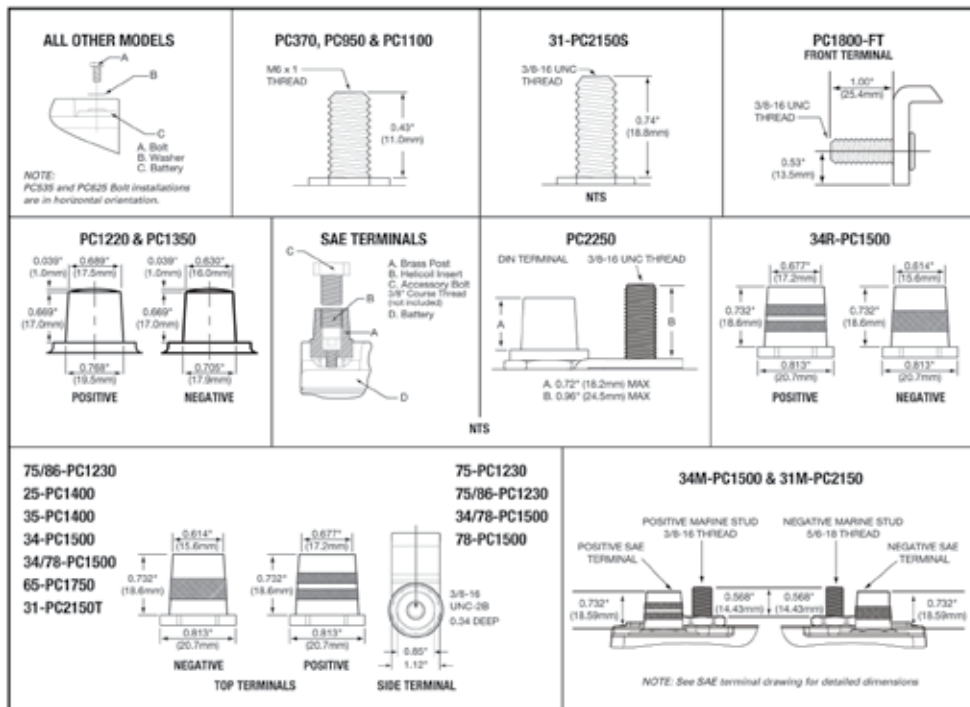 ALL OTHER MODELS
A
B
C
A. Bolt
B. Washer
C. Battery
NOTE:
PC535 and PC625 Bolt installations
are in horizontal orientation.
PC370, PC950 & PC1100
M6 x 1
THREAD
0.43"
(11.0mm)
31-PC2150S
3/8-16 UNC
THREAD
0.74"
(18.8mm)
NTS
PC1800-FT
FRONT TERMINAL
1.00"
(25.4mm)
3/8-16 UNC
THREAD
0.53"
(13.5mm)
PC1220 & PC1350
0.039"
(1.0mm)
0.689"
(17.5mm)
0.039"
(1.0mm)
0.630"
(16.0mm)
0.669"
(17.0mm)
0.669"
(17.0mm)
0.768"
(19.5mm)
0.705"
(17.9mm)
POSITIVE
NEGATIVE
SAE TERMINALS
C
A. Brass Post
B. Helicoil Insert
C. Accessory Bolt
3/8" Course Thread
(not included)
D. Battery
B
A
D
NTS
PC2250
DIN TERMINAL
3/8-16 UNC THREAD
A
B
A. 0.72" (18.2mm) MAX
B. 0.96" (24.5mm) MAX
34R-PC1500
0.677"
(17.2mm)
0.614"
(15.6mm)
0.732"
(18.6mm)
0.732"
(18.6mm)
0.813"
(20.7mm)
0.813"
(20.7mm)
POSITIVE
NEGATIVE
75/86-PC1230
25-PC1400
35-PC1400
34-PC1500
34/78-PC1500
65-PC1750
31-PC2150T
0.614"
(15.6mm)
0.677"
(17.2mm)
0.732"
(18.6mm)
0.732"
(18.6mm)
0.813"
(20.7mm)
0.813"
(20.7mm)
NEGATIVE
POSITIVE
TOP TERMINALS
75-PC1230
75/86-PC1230
34/78-PC1500
78-PC1500
3/8-16
UNC-2B
0.34 DEEP
0.85"
1.12"
SIDE TERMINAL
34M-PC1500 & 31M-PC2150
POSITIVE MARINE STUD
3/8-16 THREAD
NEGATIVE MARINE STUD
5/6-18 THREAD
POSITIVE SAE
TERMINAL
NEGATIVE SAE
TERMINAL
0.732"
(18.59mm)
0.568"
(14.43mm)
0.568"
(14.43mm)
0.732"
(18.59mm)
NOTE: See SAE terminal drawing for detailed dimensions